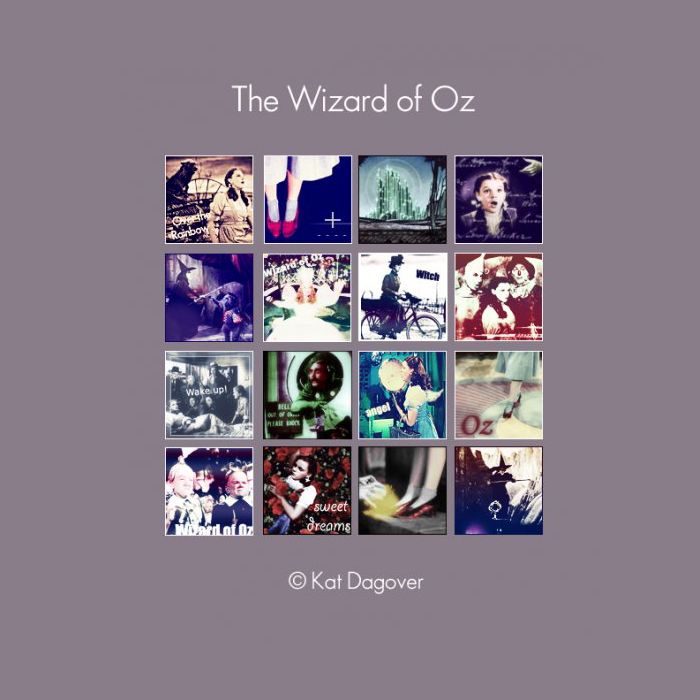 The Wizard of Oz
Over the
Rainbow
Wizard of Oz
Witch
Wake up!
BELL
OUT OF
PLEASE KNOCK
angel
Oz
Wizard of Oz
sweet
dreams
© Kat Dagover